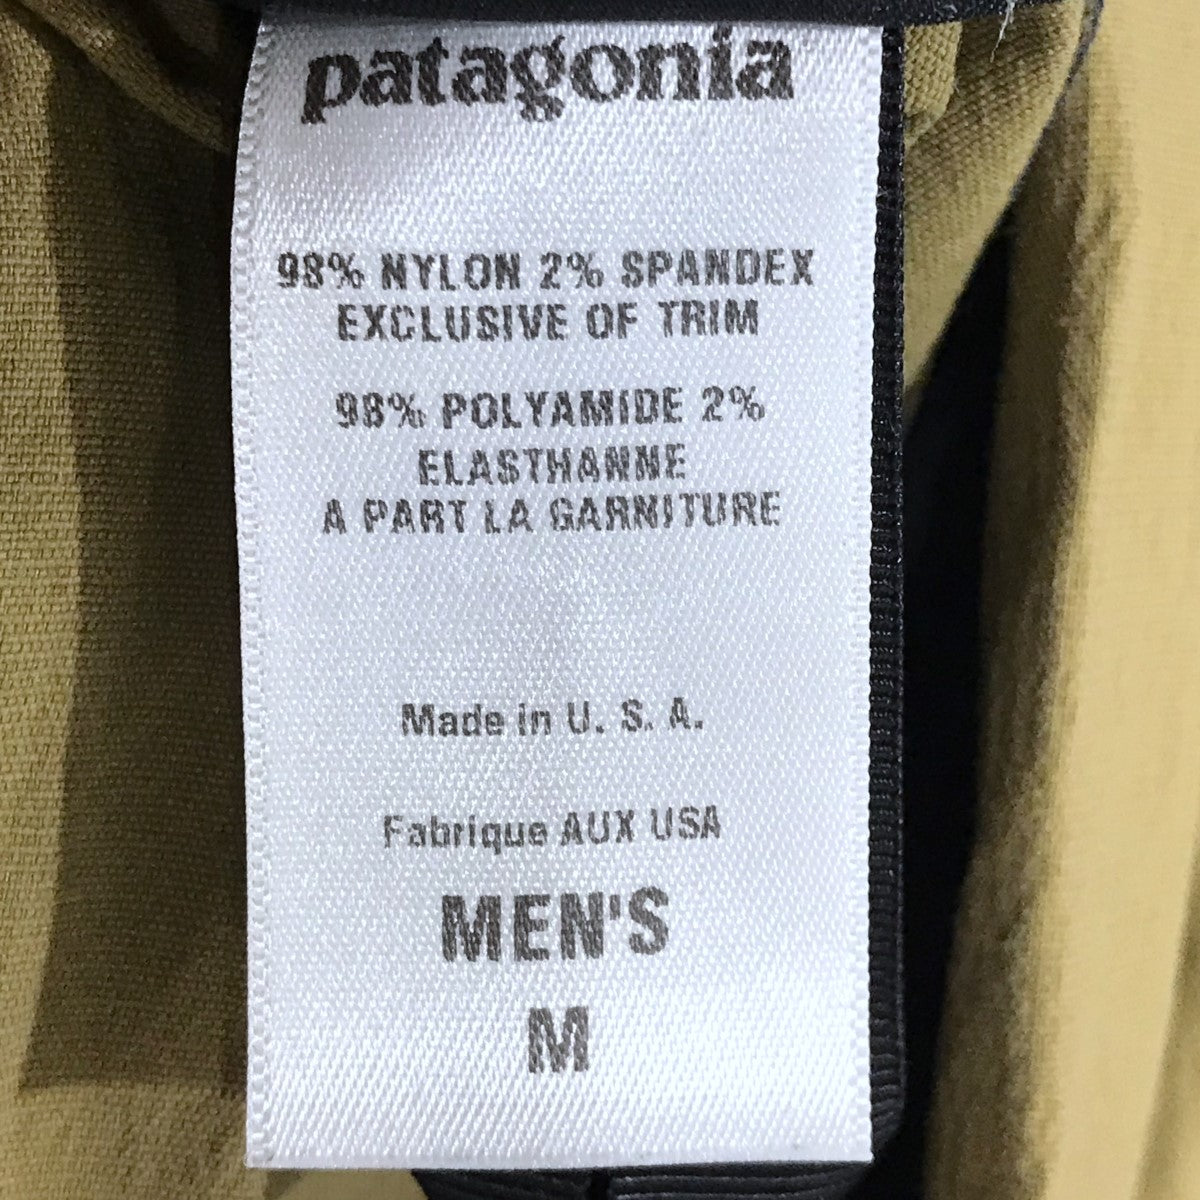 patagonia
98% NYLON 2% SPANDEX
EXCLUSIVE OF TRIM
98% POLYAMIDE 2%
ELASTHANNE
A PART LA GARNITURE
Made in U. S. A.
Fabrique AUX USA
MEN'S
M